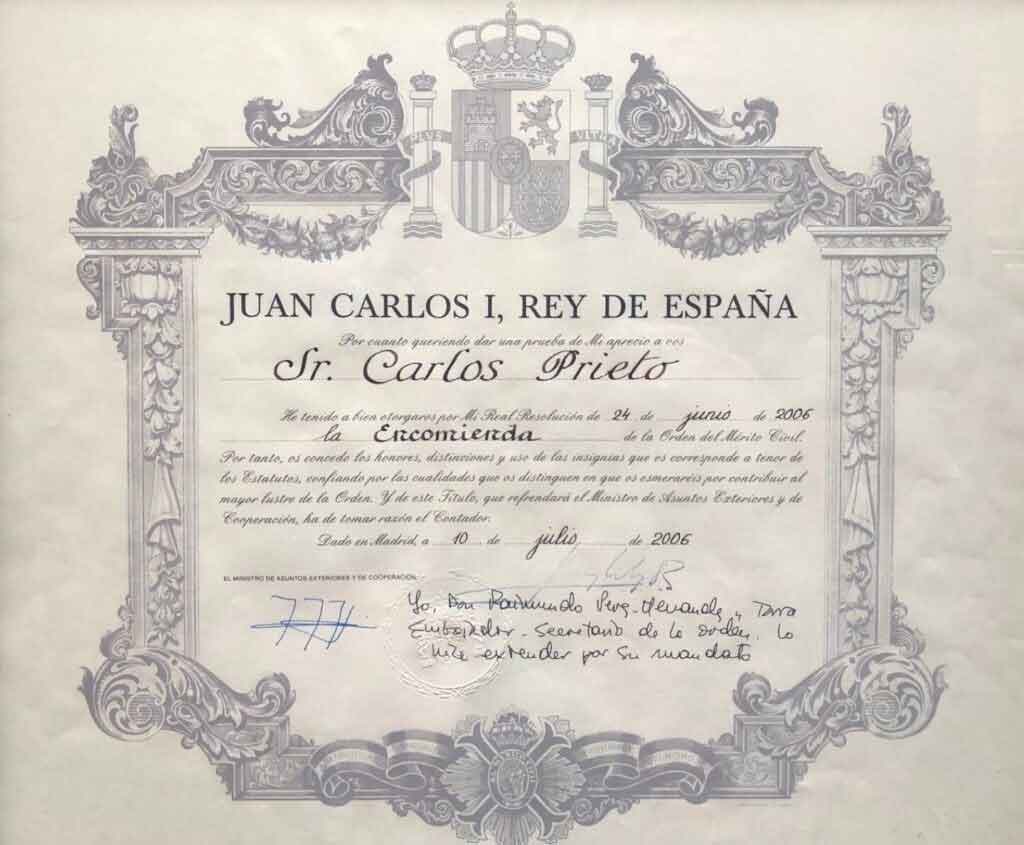 PLUS
ULTRA
JUAN CARLOS I, REY DE ESPAÑA
Por cuanto queriendo dar una prueba de Mi aprecio a vos
Sr. Carlos Prieto
He tenido a bien otorgaros por Mi Real Resolución de 24 de junio de 2006
la Encomienda de la Orden del Mérito Civil.
Por tanto, os concedo los honores, distinciones y uso de las insignias que os corresponde a tenor de
los Estatutos, confiando por las cualidades que os distinguen en que os esmeraréis por contribuir al
mayor lustre de la Orden. Y de este Título, que refrendará el Ministro de Asuntos Exteriores y de
Cooperación, ha de tomar razón el Contador.
Dado en Madrid, a 10 de julio de 2006
EL MINISTRO DE ASUNTOS EXTERIORES Y DE COOPERACION,
Yo, Don Raimundo Perez-Hernandez y Torra
Embajador-Secretario de la Orden, lo
hice extender por su mandato